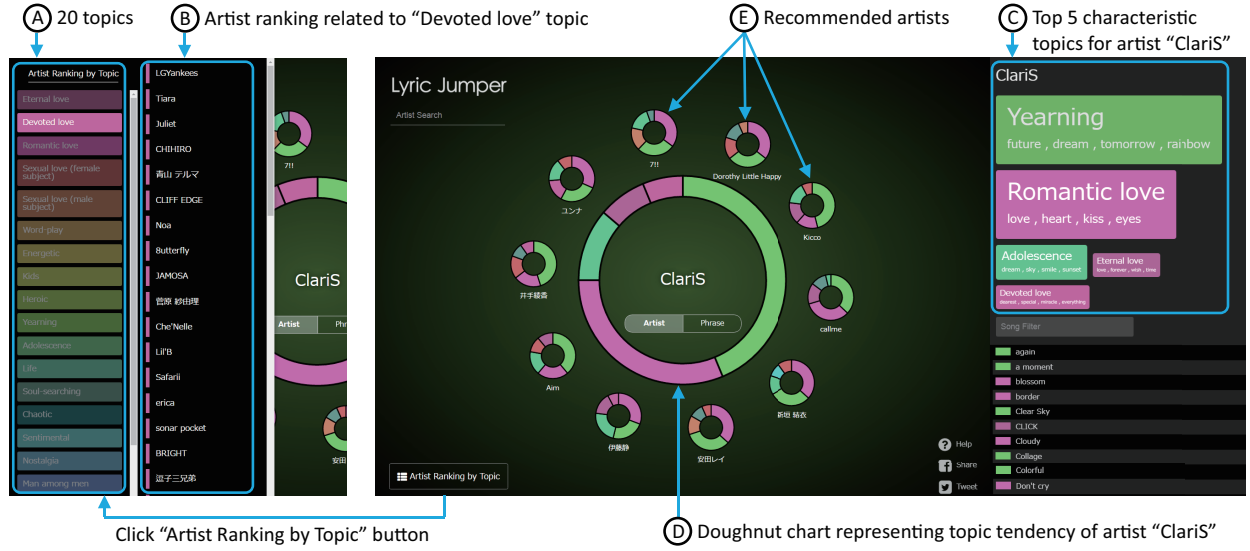 A 20 topics
B Artist ranking related to “Devoted love” topic
E Recommended artists
C Top 5 characteristic
topics for artist “ClariS”
Artist Ranking by Topic
Eternal love
Devoted love
Romantic love
Sexual love (female
subject)
Sexual love (male
subject)
Word-play
Energetic
Kids
Heroic
Yearning
Adolescence
Life
Soul-searching
Chaotic
Sentimental
Nostalgia
Man among men
LGYankees
Tiara
Juliet
CHIHIRO
青山 テルマ
CLIFF EDGE
Noa
8utterfly
JAMOSA
菅原 紗由理
Che'Nelle
Lil'B
Safarii
erica
sonar pocket
BRIGHT
逗子三兄弟
7!!
ClariS
Artist
Phr
安田
Lyric Jumper
Artist Search
7!!
Dorothy Little Happy
ユンナ
Kicco
井手綾香
ClariS
Artist
Phrase
callme
Aim
新垣 結衣
伊藤静
安田レイ
Artist Ranking by Topic
Help
Share
Tweet
ClariS
Yearning
future , dream , tomorrow , rainbow
Romantic love
love , heart , kiss , eyes
Adolescence
dream , sky , smile , sunset
Eternal love
love , forever , wish , time
Devoted love
dearest , special , miracle , everything
Song Filter
again
a moment
blossom
border
Clear Sky
CLICK
Cloudy
Collage
Colorful
Don't cry
Click “Artist Ranking by Topic” button
D Doughnut chart representing topic tendency of artist “ClariS”